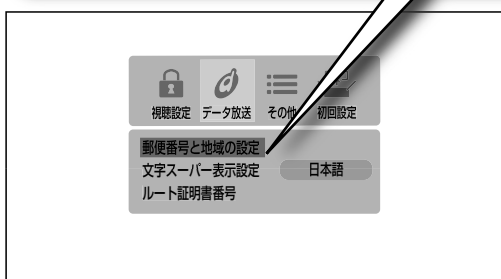 視聴設定 データ放送 その他 初回設定
郵便番号と地域の設定
文字スーパー表示設定 日本語
ルート証明書番号